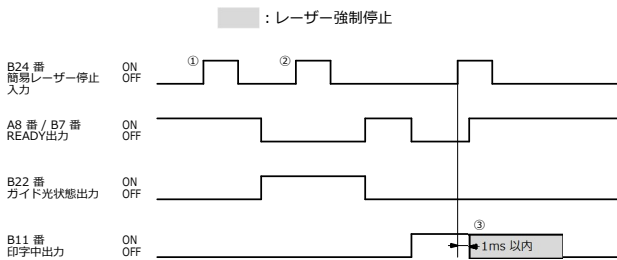 ：レーザー強制停止
B24 番
簡易レーザー停止
入力
ON
OFF
①
②
A8 番 / B7 番
READY出力
ON
OFF
B22 番
ガイド光状態出力
ON
OFF
B11 番
印字中出力
ON
OFF
③
1ms 以内